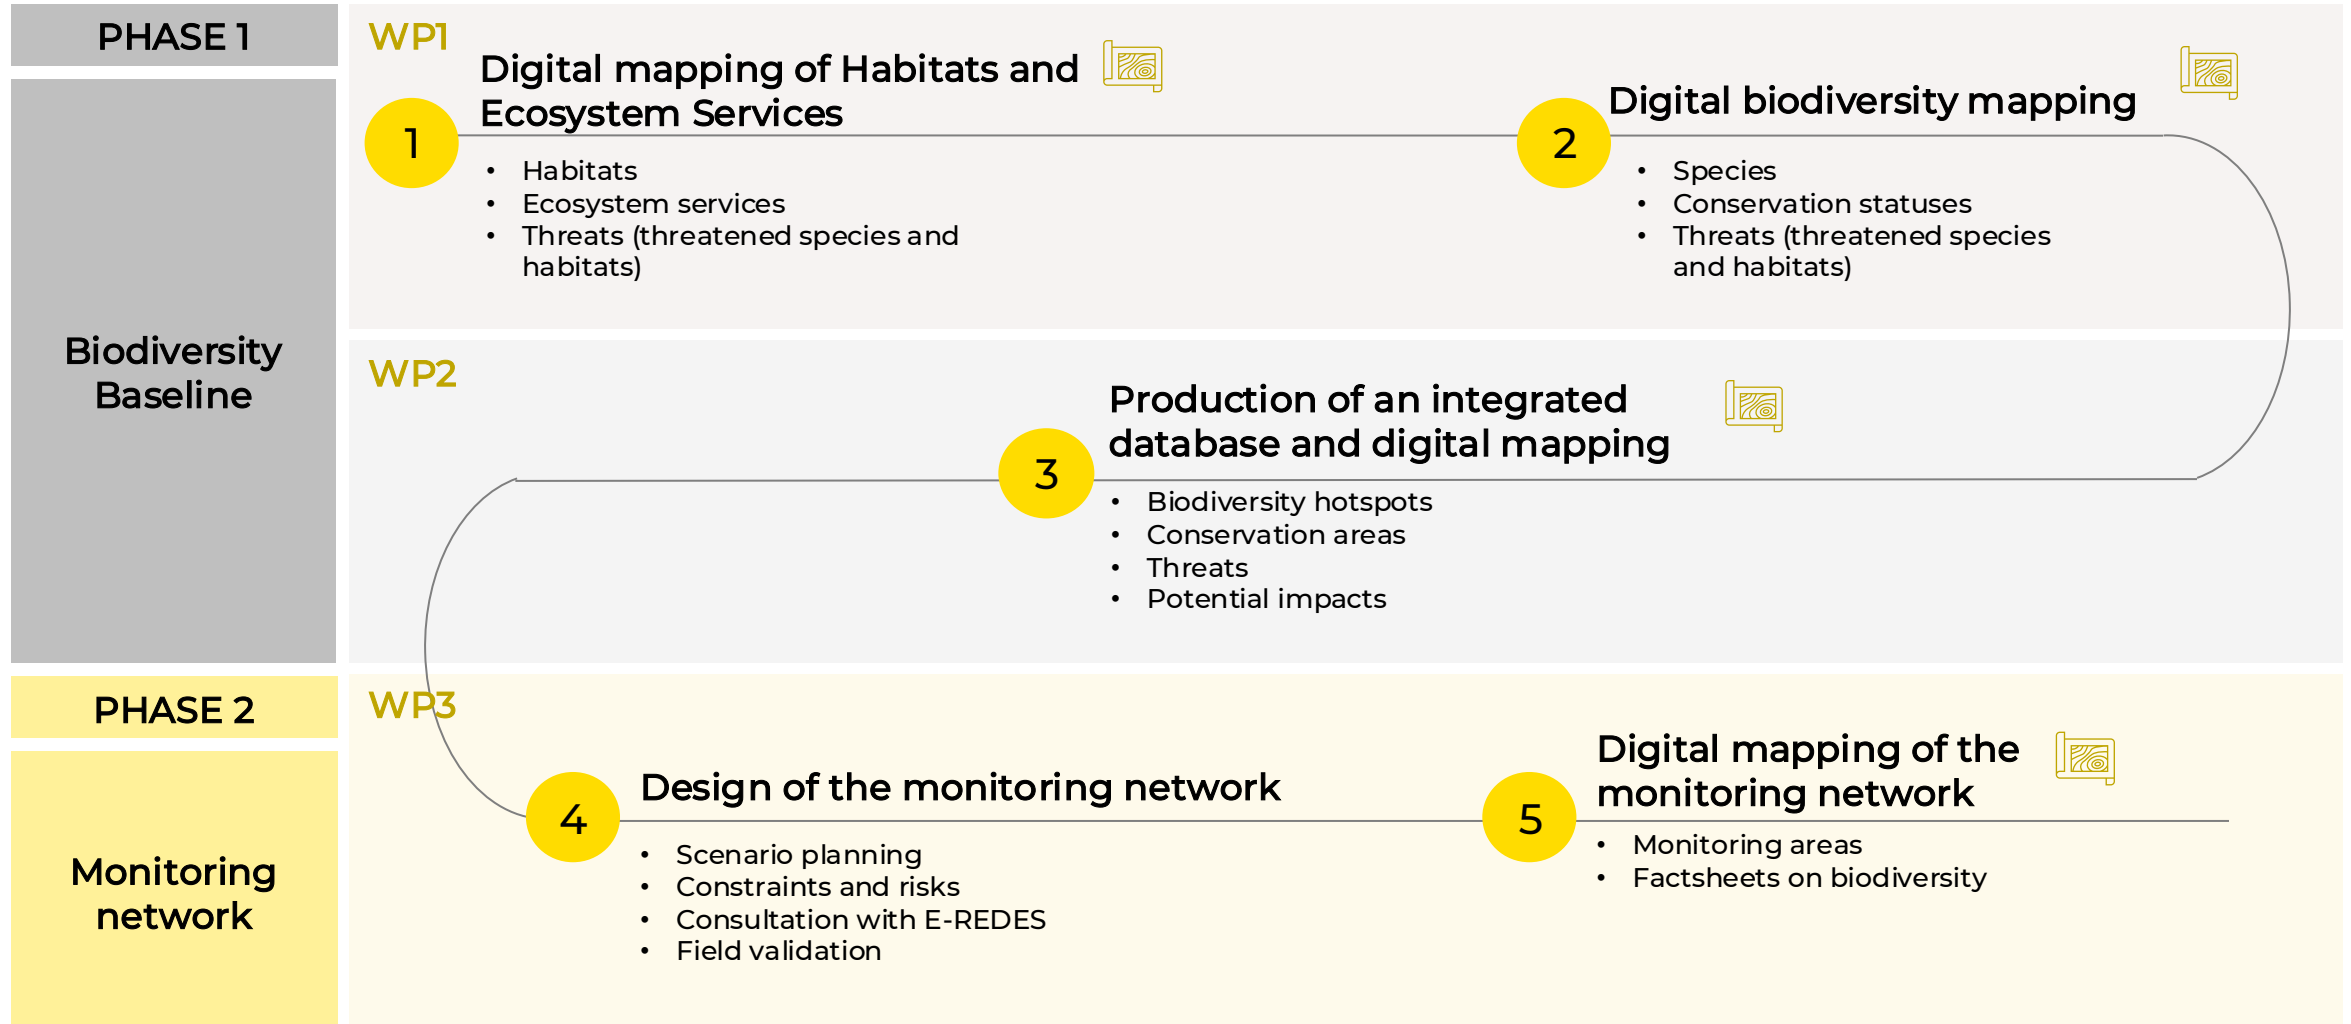 PHASE 1
Biodiversity
Baseline
WP1
1
Digital mapping of Habitats and
Ecosystem Services
• Habitats
• Ecosystem services
• Threats (threatened species and
habitats)
2
Digital biodiversity mapping
• Species
• Conservation statuses
• Threats (threatened species
and habitats)
WP2
3
Production of an integrated
database and digital mapping
• Biodiversity hotspots
• Conservation areas
• Threats
• Potential impacts
PHASE 2
Monitoring
network
WP3
4
Design of the monitoring network
• Scenario planning
• Constraints and risks
• Consultation with E-REDES
• Field validation
5
Digital mapping of the
monitoring network
• Monitoring areas
• Factsheets on biodiversity